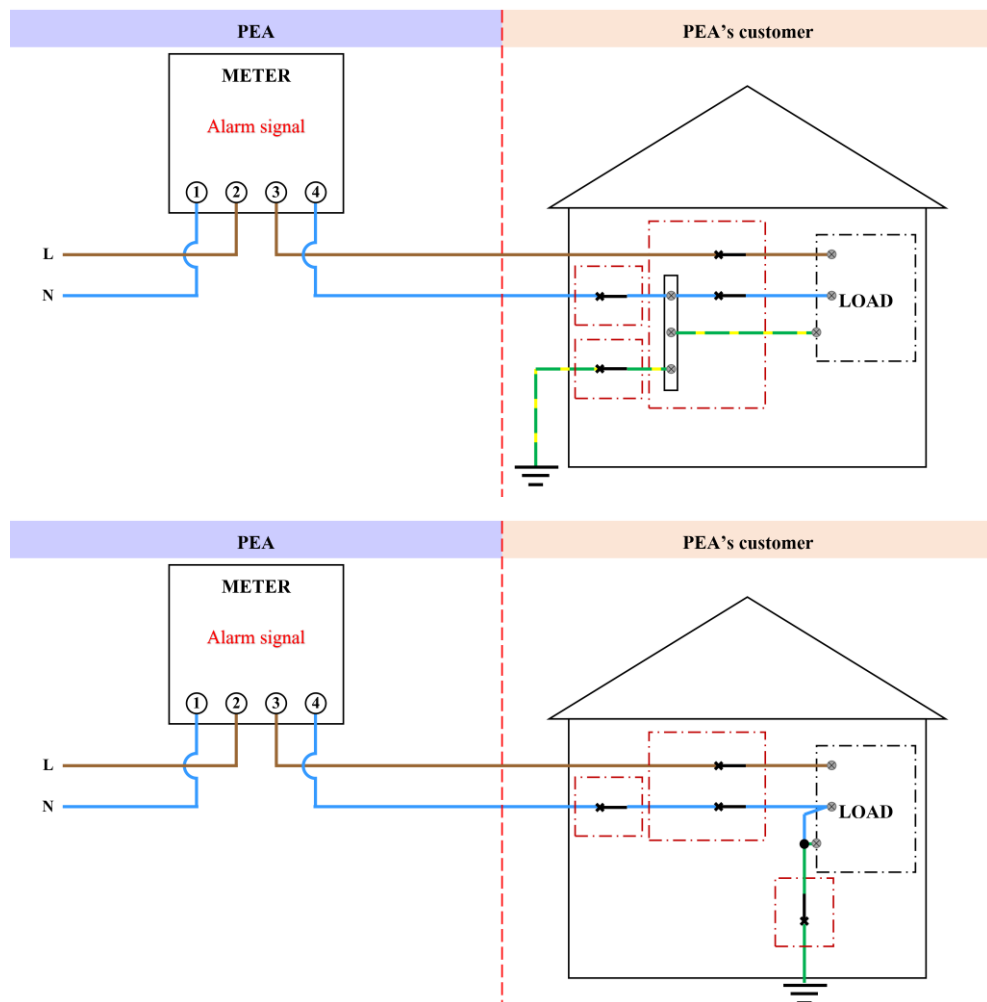 PEA
PEA's customer
METER
Alarm signal
1 2 3 4
L
N
LOAD
PEA
PEA's customer
METER
Alarm signal
1 2 3 4
L
N
LOAD